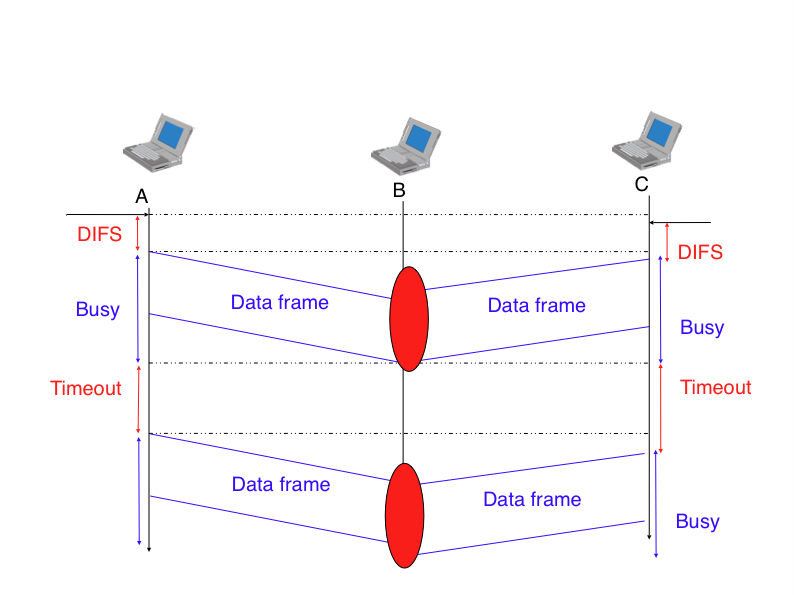 A
B
C
DIFS
DIFS
Data frame
Data frame
Busy
Busy
Timeout
Timeout
Data frame
Data frame
Busy